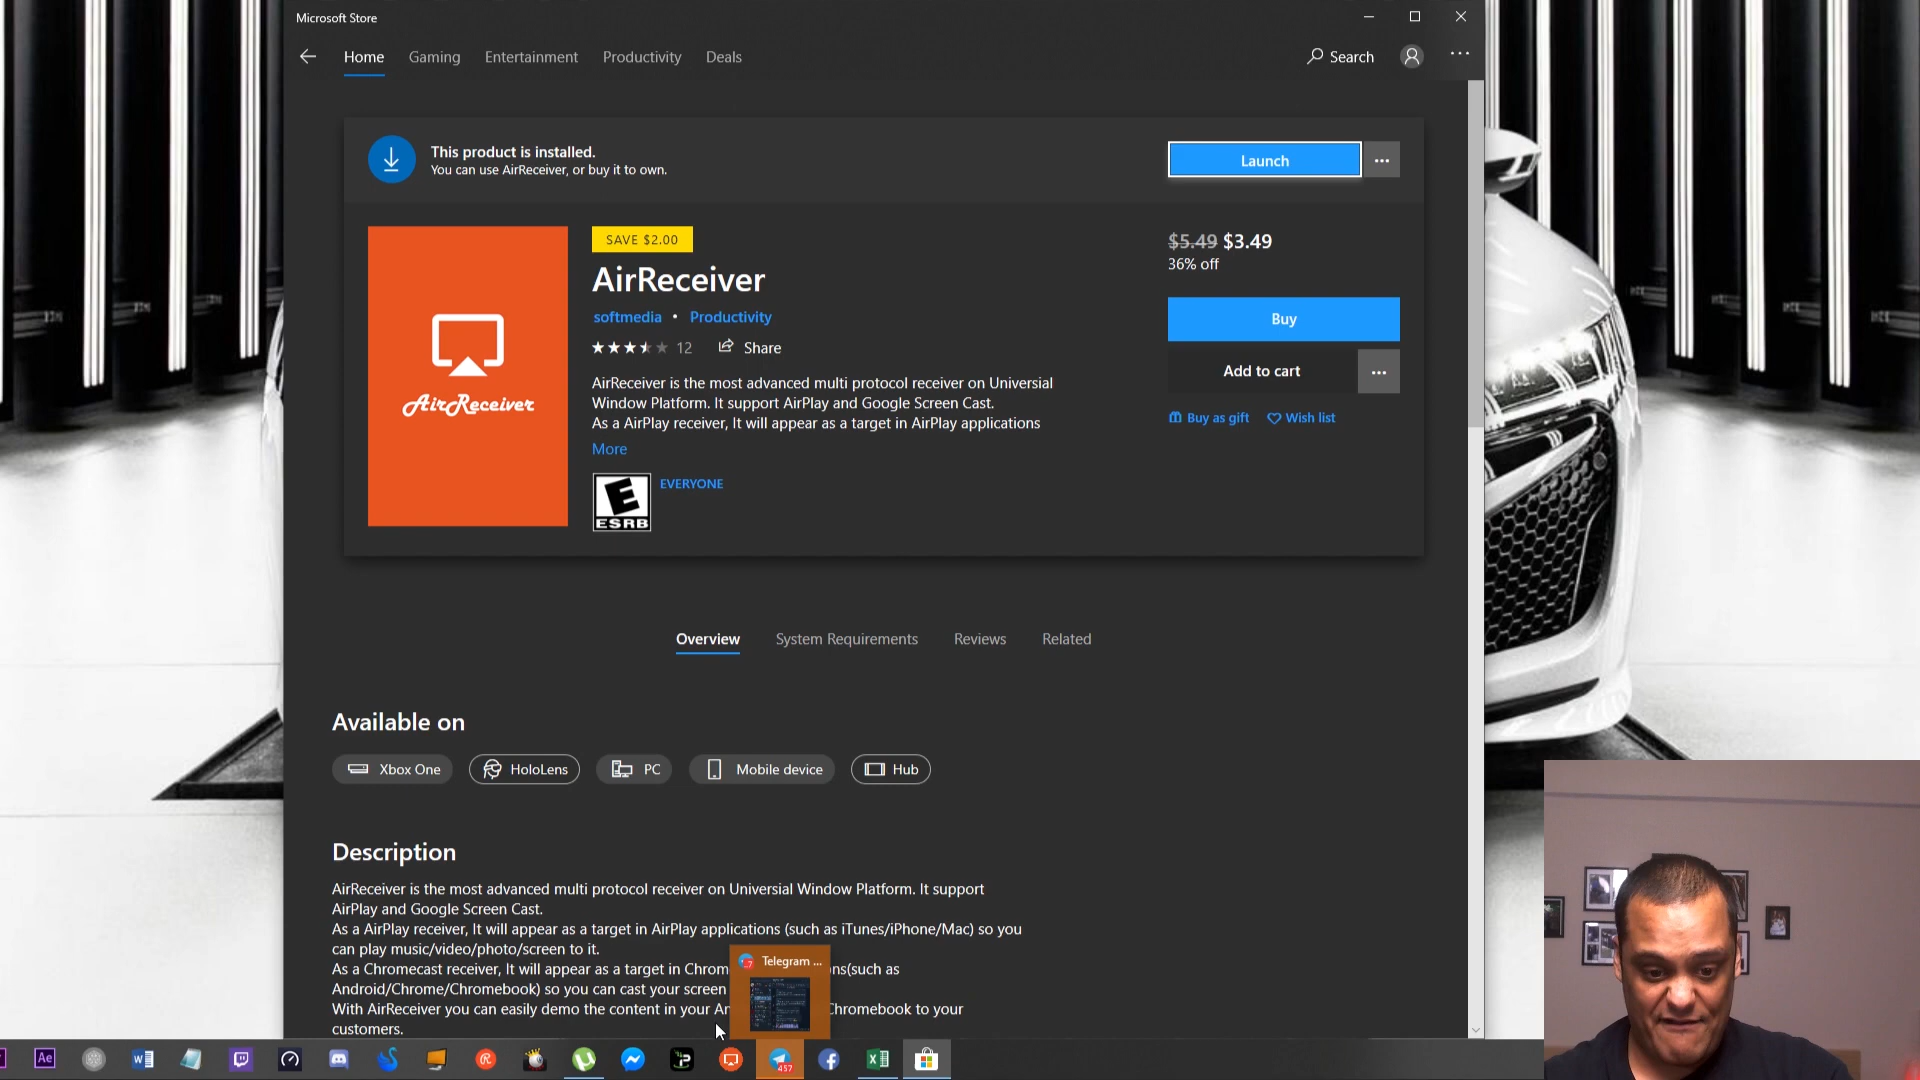 Microsoft Store
Home Gaming Entertainment Productivity Deals
Search
This product is installed.
You can use AirReceiver, or buy it to own.
Launch
AirReceiver
SAVE $2.00
AirReceiver
softmedia • Productivity
12 Share
AirReceiver is the most advanced multi protocol receiver on Universial
Window Platform. It support AirPlay and Google Screen Cast.
As a AirPlay receiver, It will appear as a target in AirPlay applications
More
E
ESRB
EVERYONE
$5.49 $3.49
36% off
Buy
Add to cart
Buy as gift Wish list
Overview System Requirements Reviews Related
Available on
Xbox One HoloLens PC Mobile device Hub
Description
AirReceiver is the most advanced multi protocol receiver on Universial Window Platform. It support
AirPlay and Google Screen Cast.
As a AirPlay receiver, It will appear as a target in AirPlay applications (such as iTunes/iPhone/Mac) so you
can play music/video/photo/screen to it.
As a Chromecast receiver, It will appear as a target in Chrom ns(such as
Android/Chrome/Chromebook) so you can cast your screen
With AirReceiver you can easily demo the content in your An Chromebook to your
customers.
Telegram ...
Ae
457